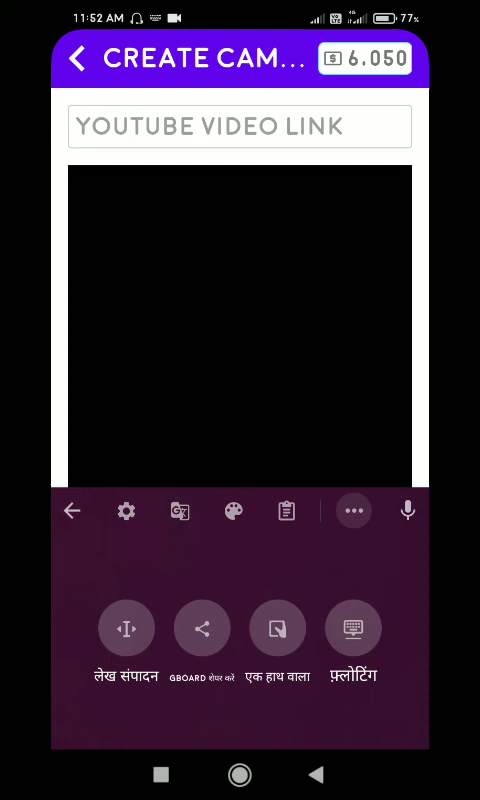 11:52 AM
77%
CREATE CAM...
6.050
YOUTUBE VIDEO LINK
लेख संपादन
GBOARD शेयर करें
एक हाथ वाला
फ़्लोटिंग